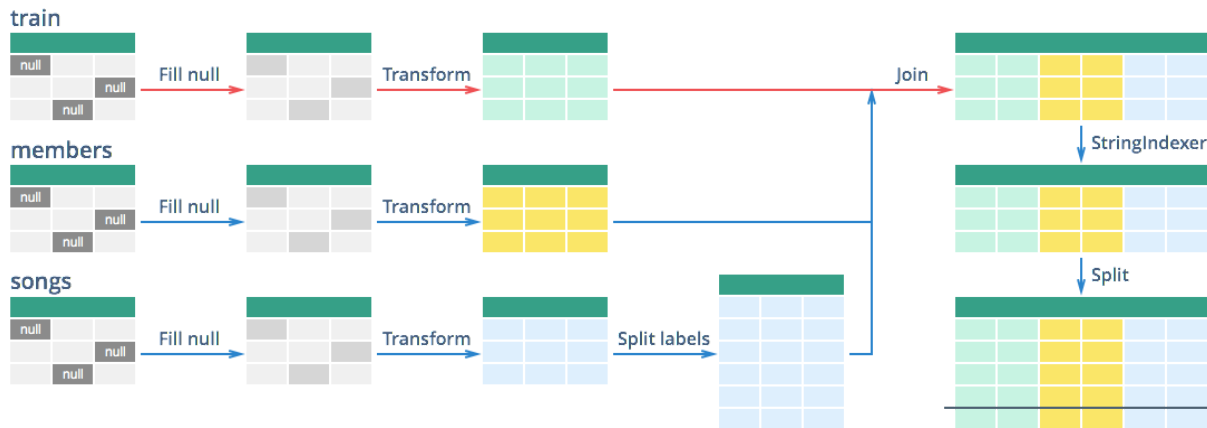 train
null
null
null
Fill null
Transform
Join
StringIndexer
members
null
null
null
Fill null
Transform
Split
songs
null
null
null
Fill null
Transform
Split labels